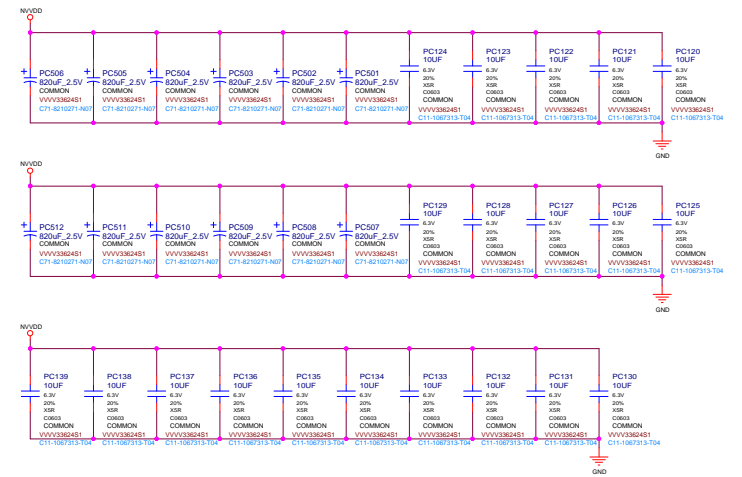 NVVDD
PC506 PC505 PC504 PC503 PC502 PC501 PC124 PC123 PC122 PC121 PC120
820uF_2.5V 820uF_2.5V 820uF_2.5V 820uF_2.5V 820uF_2.5V 820uF_2.5V 10UF 10UF 10UF 10UF 10UF
6.3V 6.3V 6.3V 6.3V 6.3V
20% 20% 20% 20% 20%
X5R X5R X5R X5R X5R
C0603 C0603 C0603 C0603 C0603
COMMON COMMON COMMON COMMON COMMON COMMON COMMON COMMON COMMON COMMON COMMON
VVVV33624S1 VVVV33624S1 VVVV33624S1 VVVV33624S1 VVVV33624S1 VVVV33624S1 VVVV33624S1 VVVV33624S1 VVVV33624S1 VVVV33624S1 VVVV33624S1
C71-8210271-N07 C71-8210271-N07 C71-8210271-N07 C71-8210271-N07 C71-8210271-N07 C71-8210271-N07 C11-1067313-T04 C11-1067313-T04 C11-1067313-T04 C11-1067313-T04 C11-1067313-T04
GND
NVVDD
PC512 PC511 PC510 PC509 PC508 PC507 PC129 PC128 PC127 PC126 PC125
820uF_2.5V 820uF_2.5V 820uF_2.5V 820uF_2.5V 820uF_2.5V 820uF_2.5V 10UF 10UF 10UF 10UF 10UF
6.3V 6.3V 6.3V 6.3V 6.3V
20% 20% 20% 20% 20%
X5R X5R X5R X5R X5R
C0603 C0603 C0603 C0603 C0603
COMMON COMMON COMMON COMMON COMMON COMMON COMMON COMMON COMMON COMMON COMMON
VVVV33624S1 VVVV33624S1 VVVV33624S1 VVVV33624S1 VVVV33624S1 VVVV33624S1 VVVV33624S1 VVVV33624S1 VVVV33624S1 VVVV33624S1 VVVV33624S1
C71-8210271-N07 C71-8210271-N07 C71-8210271-N07 C71-8210271-N07 C71-8210271-N07 C71-8210271-N07 C11-1067313-T04 C11-1067313-T04 C11-1067313-T04 C11-1067313-T04 C11-1067313-T04
GND
NVVDD
PC139 PC138 PC137 PC136 PC135 PC134 PC133 PC132 PC131 PC130
10UF 10UF 10UF 10UF 10UF 10UF 10UF 10UF 10UF 10UF
6.3V 6.3V 6.3V 6.3V 6.3V 6.3V 6.3V 6.3V 6.3V 6.3V
20% 20% 20% 20% 20% 20% 20% 20% 20% 20%
X5R X5R X5R X5R X5R X5R X5R X5R X5R X5R
C0603 C0603 C0603 C0603 C0603 C0603 C0603 C0603 C0603 C0603
COMMON COMMON COMMON COMMON COMMON COMMON COMMON COMMON COMMON COMMON
VVVV33624S1 VVVV33624S1 VVVV33624S1 VVVV33624S1 VVVV33624S1 VVVV33624S1 VVVV33624S1 VVVV33624S1 VVVV33624S1 VVVV33624S1
C11-1067313-T04 C11-1067313-T04 C11-1067313-T04 C11-1067313-T04 C11-1067313-T04 C11-1067313-T04 C11-1067313-T04 C11-1067313-T04 C11-1067313-T04 C11-1067313-T04
GND